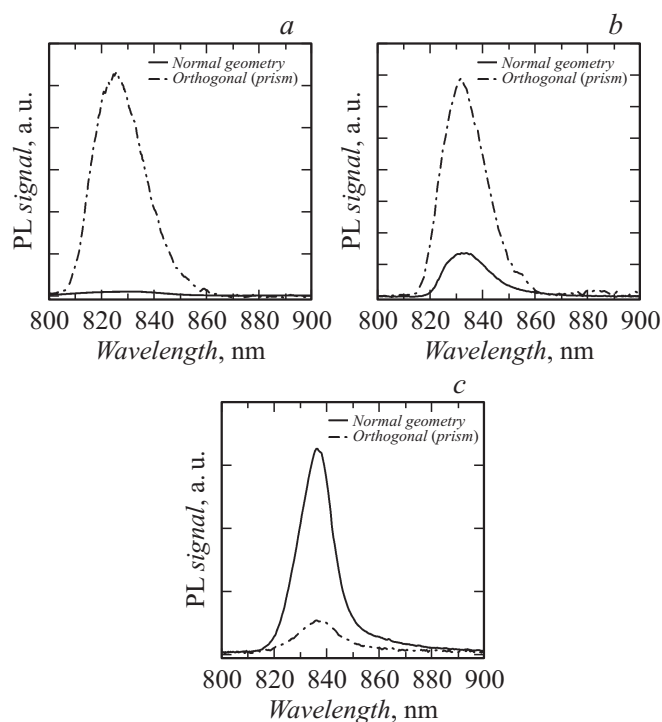 a
Normal geometry
Orthogonal (prism)
PL signal, a. u.
800 820 840 860 880 900
Wavelength, nm
b
Normal geometry
Orthogonal (prism)
PL signal, a. u.
800 820 840 860 880 900
Wavelength, nm
c
Normal geometry
Orthogonal (prism)
PL signal, a. u.
800 820 840 860 880 900
Wavelength, nm